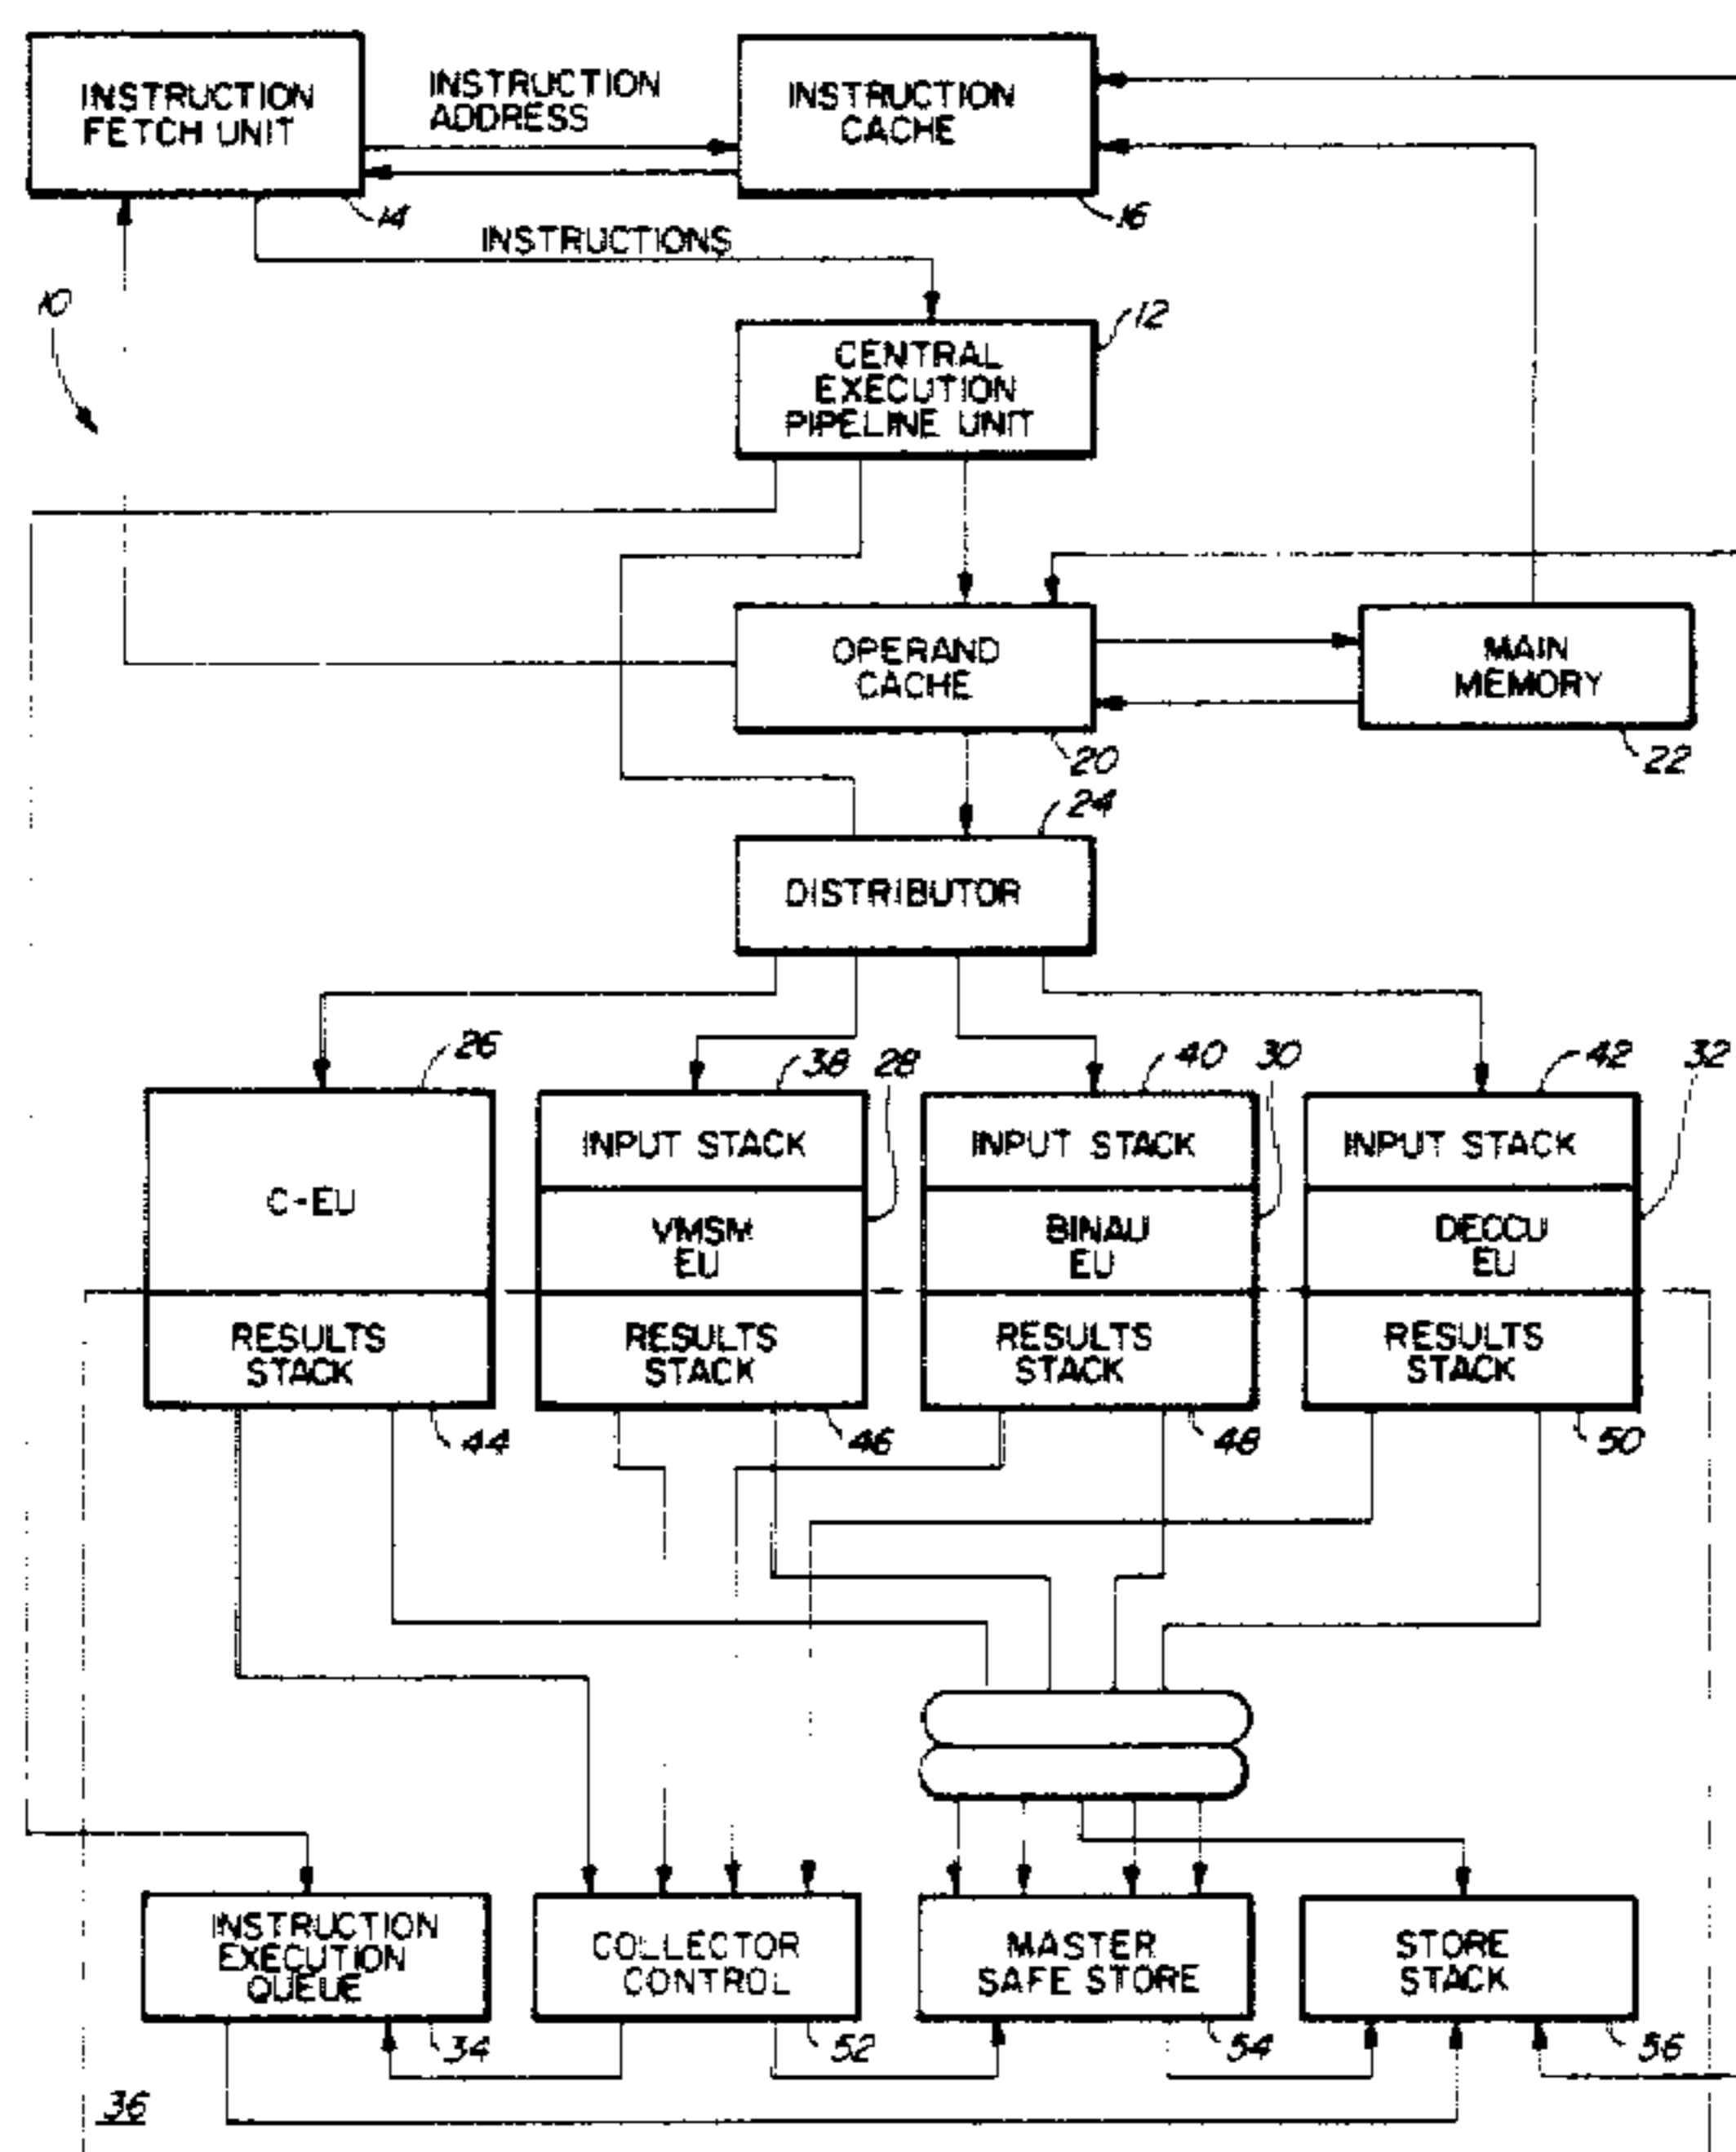 INSTRUCTION
FETCH UNIT
14
INSTRUCTION
ADDRESS
INSTRUCTION
CACHE
16
INSTRUCTIONS
10
12
CENTRAL
EXECUTION
PIPELINE UNIT
OPERAND
CACHE
20
MAIN
MEMORY
22
24
DISTRIBUTOR
26
38
28
40
30
42
32
C-EU
INPUT STACK
VMSM
EU
INPUT STACK
BINAU
EU
INPUT STACK
DECCU
EU
RESULTS
STACK
RESULTS
STACK
RESULTS
STACK
RESULTS
STACK
44
46
48
50
INSTRUCTION
EXECUTION
QUEUE
34
COLLECTOR
CONTROL
52
MASTER
SAFE STORE
54
STORE
STACK
56
36